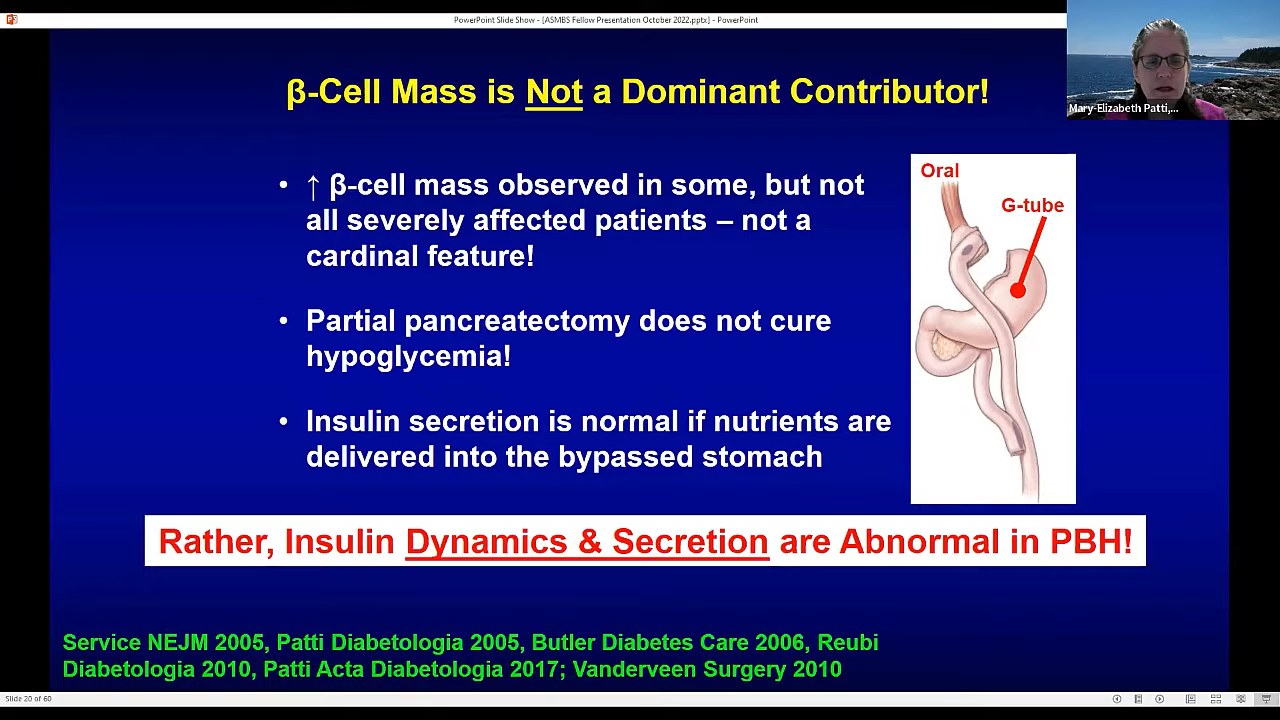 PowerPoint Slide Show - [ASMBS Fellow Presentation October 2022.pptx] - PowerPoint
Mary-Elizabeth Patti,...
β-Cell Mass is Not a Dominant Contributor!
• ↑ β-cell mass observed in some, but not
all severely affected patients – not a
cardinal feature!
• Partial pancreatectomy does not cure
hypoglycemia!
• Insulin secretion is normal if nutrients are
delivered into the bypassed stomach
Oral
G-tube
Rather, Insulin Dynamics & Secretion are Abnormal in PBH!
Service NEJM 2005, Patti Diabetologia 2005, Butler Diabetes Care 2006, Reubi
Diabetologia 2010, Patti Acta Diabetologia 2017; Vanderveen Surgery 2010
Slide 20 of 60